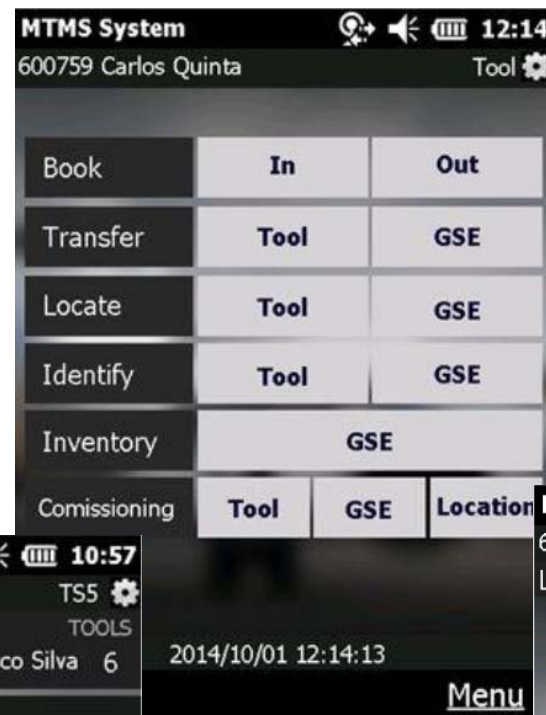 MTMS System 12:14
600759 Carlos Quinta Tool
Book In Out
Transfer Tool GSE
Locate Tool GSE
Identify Tool GSE
Inventory GSE
Comissioning Tool GSE Location
10:57
TS5
TOOLS
co Silva 6
2014/10/01 12:14:13
Menu